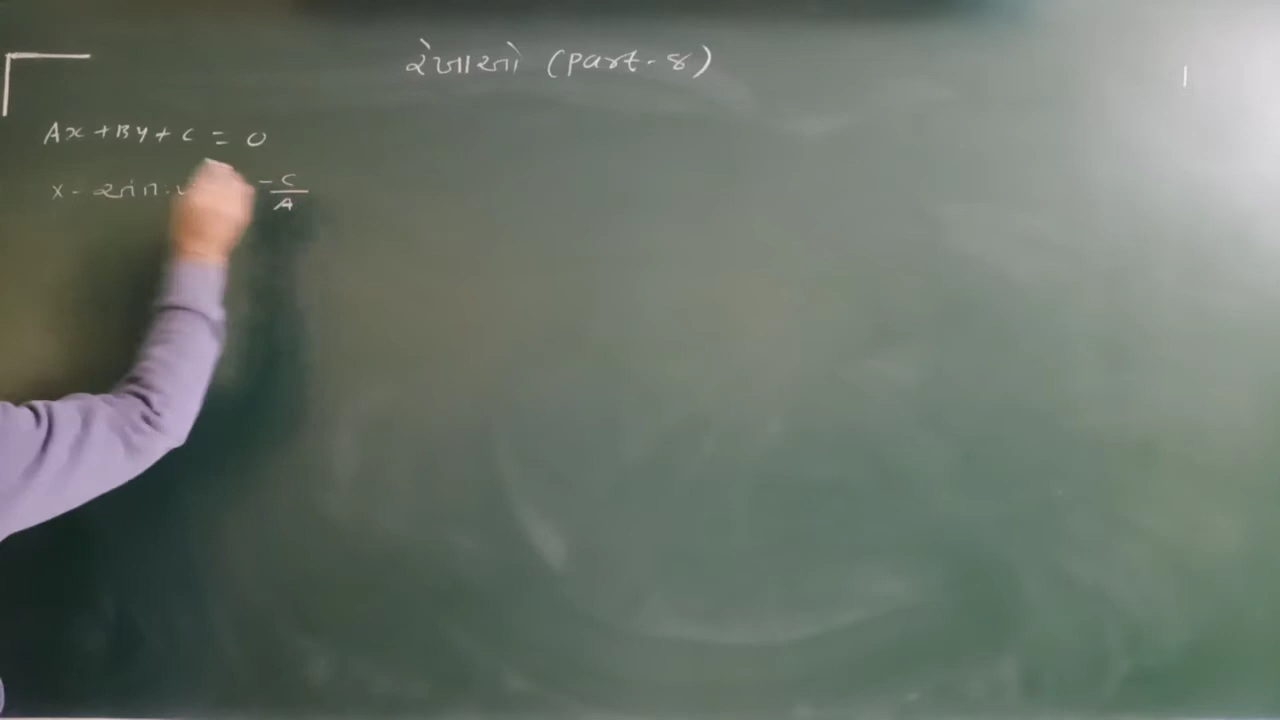 રેખાઓ (part-8)
Ax + By + C = 0
x - અંતઃ -C/A